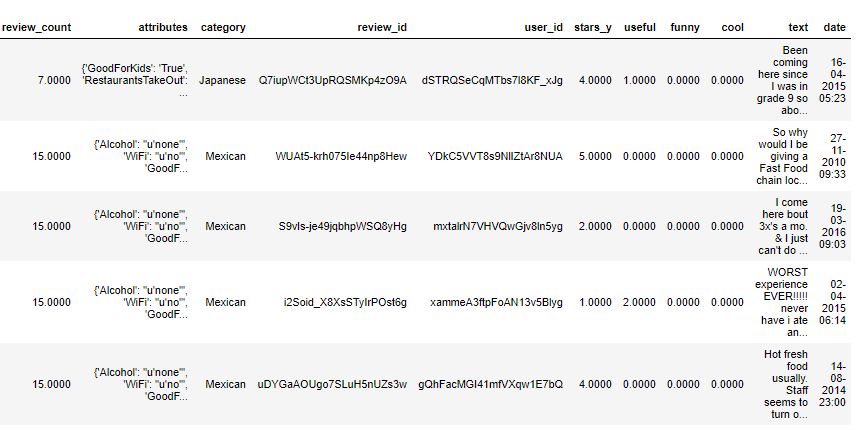 review_count attributes category review_id user_id stars_y useful funny cool text date
7.0000 {'GoodForKids': 'True', 'RestaurantsTakeOut': ... Japanese Q7iupWCt3UpRQSMKp4zO9A dSTRQSeCqMTbs7I8KF_xJg 4.0000 1.0000 0.0000 0.0000 Been coming here since I was in grade 9 so abo... 16-04-2015 05:23
15.0000 {'Alcohol': "u'none'", 'WiFi': "u'no'", 'GoodF... Mexican WUAt5-krh075Ie44np8Hew YDkC5VVT8s9NlIZtAr8NUA 5.0000 0.0000 0.0000 0.0000 So why would I be giving a Fast Food chain loc... 27-11-2010 09:33
15.0000 {'Alcohol': "u'none'", 'WiFi': "u'no'", 'GoodF... Mexican S9vIs-je49jqbhpWSQ8yHg mxtalrN7VHVQwGjv8In5yg 2.0000 0.0000 0.0000 0.0000 I come here bout 3x's a mo. & I just can't do ... 19-03-2016 09:03
15.0000 {'Alcohol': "u'none'", 'WiFi': "u'no'", 'GoodF... Mexican i2Soid_X8XsSTyIrPOst6g xammeA3ftpFoAN13v5Blyg 1.0000 2.0000 0.0000 0.0000 WORST experience EVER!!!!! never have i ate an... 02-04-2015 06:14
15.0000 {'Alcohol': "u'none'", 'WiFi': "u'no'", 'GoodF... Mexican uDYGaAOUgo7SLuH5nUZs3w gQhFacMGI41mfVXqw1E7bQ 4.0000 0.0000 0.0000 0.0000 Hot fresh food usually. Staff seems to turn o... 14-08-2014 23:00